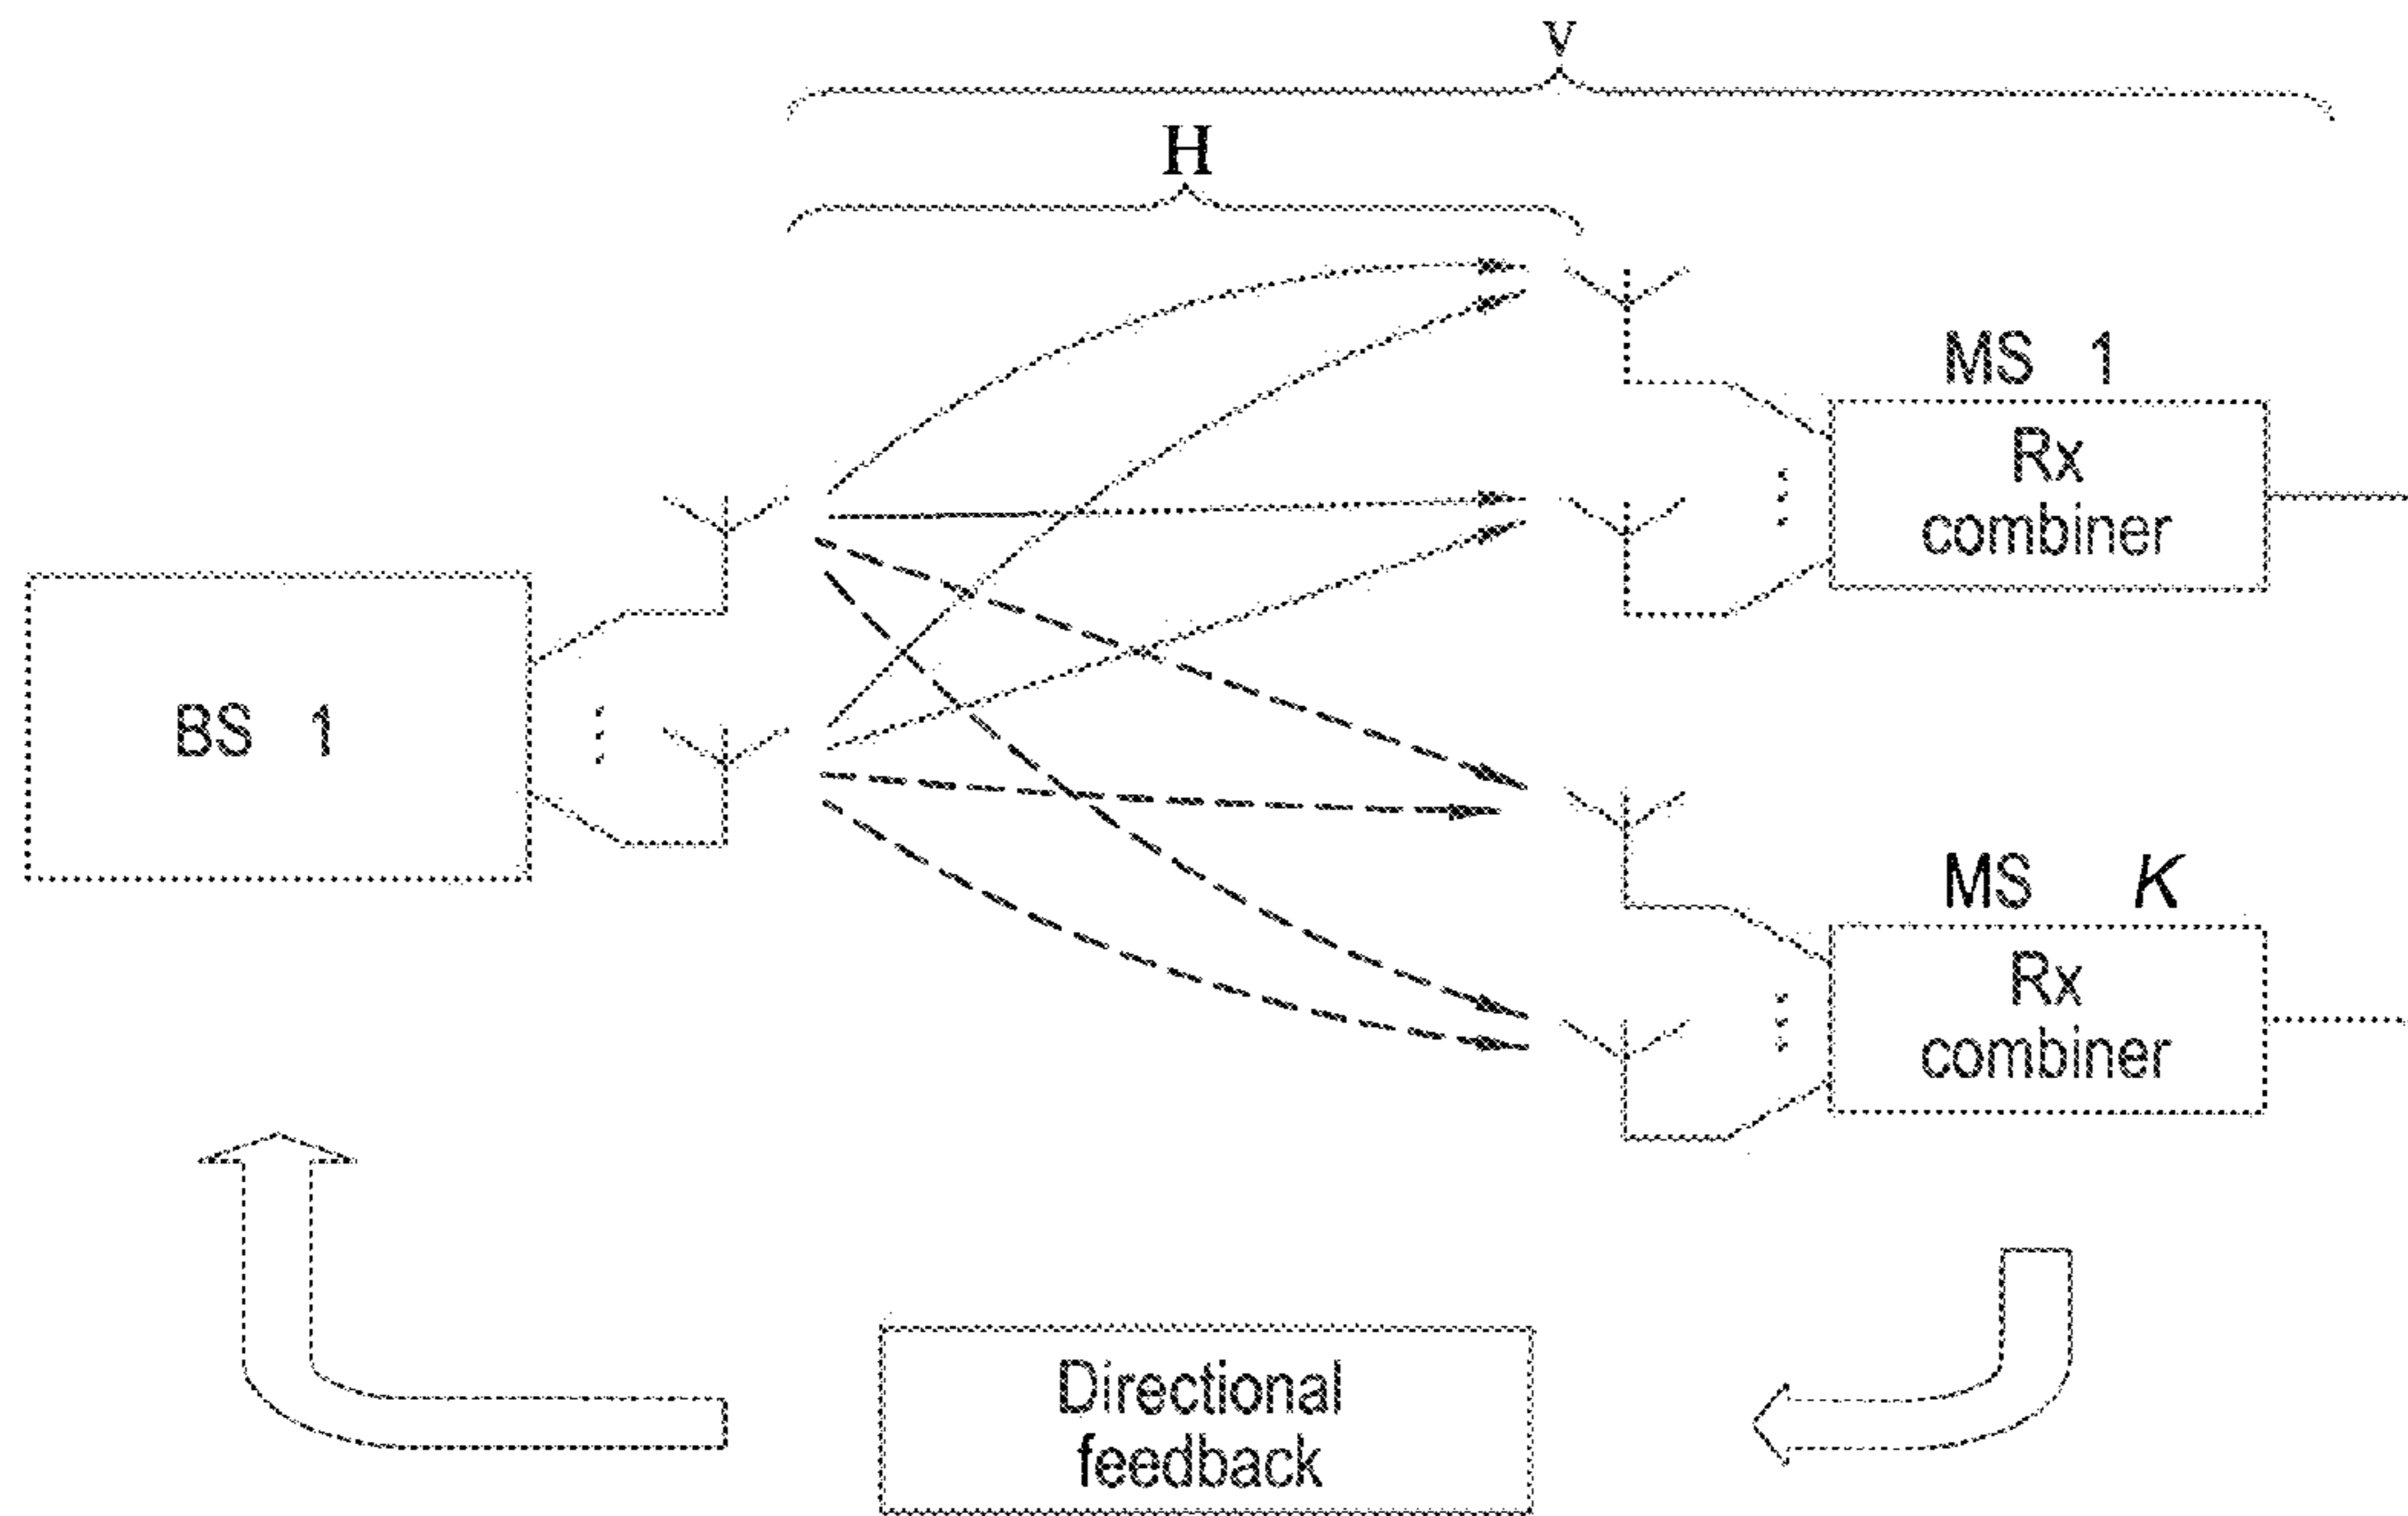 v
H
MS 1
Rx
combiner
BS 1
MS K
Rx
combiner
Directional
feedback